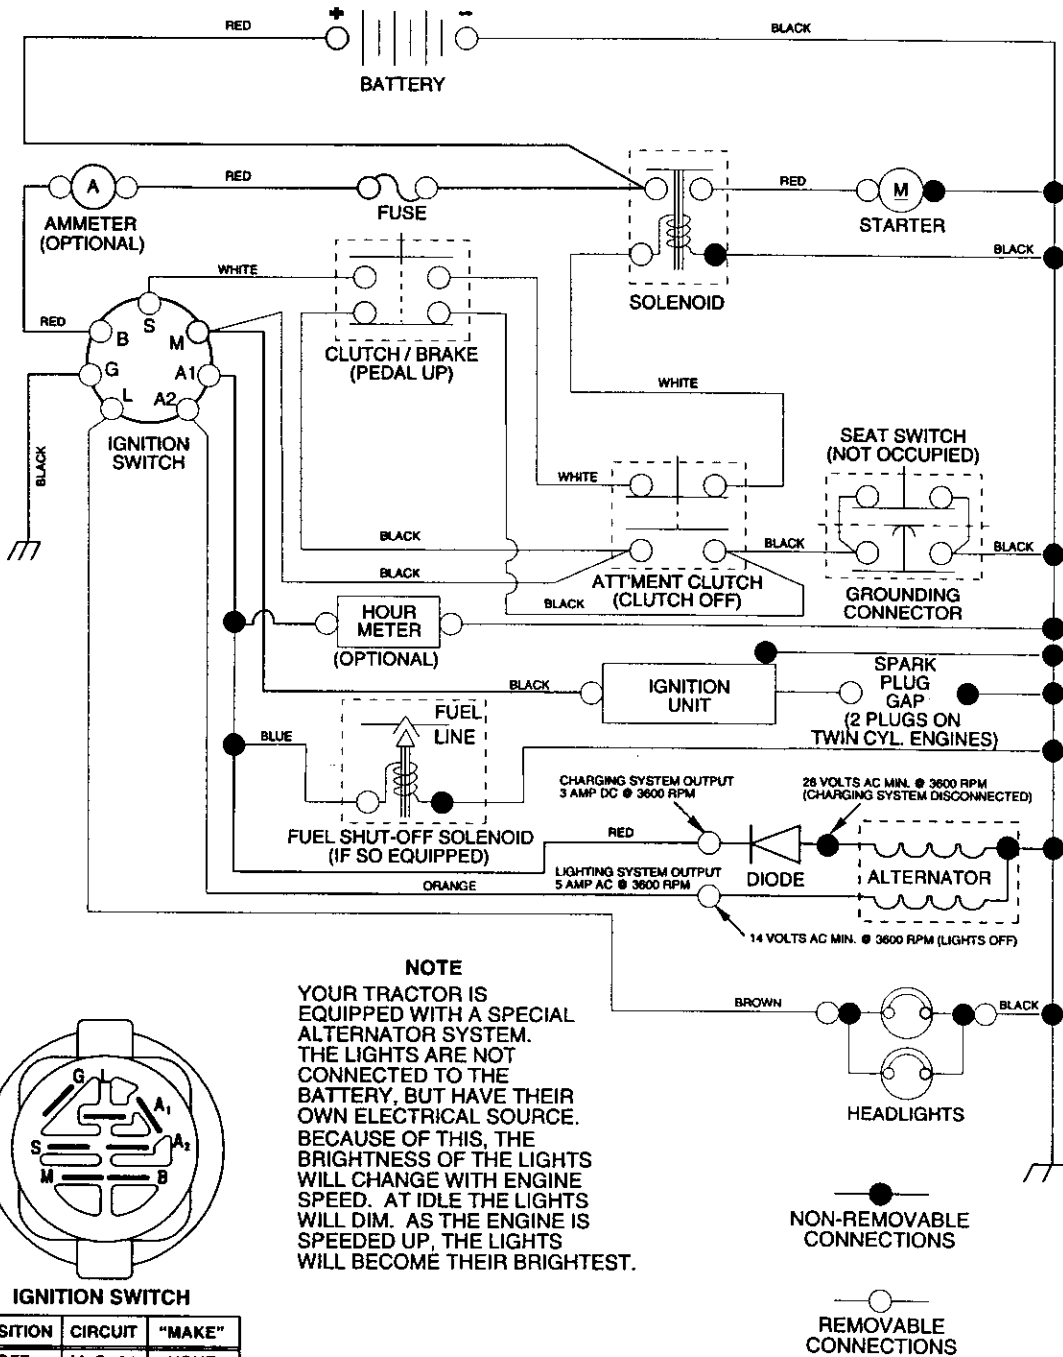 + -
RED
BLACK
BATTERY
A
RED
AMMETER
(OPTIONAL)
FUSE
RED
M
STARTER
BLACK
SOLENOID
WHITE
RED
S
B
M
G
A1
L
A2
IGNITION
SWITCH
CLUTCH / BRAKE
(PEDAL UP)
BLACK
WHITE
SEAT SWITCH
(NOT OCCUPIED)
WHITE
BLACK
BLACK
BLACK
BLACK
BLACK
ATT'MENT CLUTCH
(CLUTCH OFF)
GROUNDING
CONNECTOR
HOUR
METER
(OPTIONAL)
BLACK
IGNITION
UNIT
SPARK
PLUG
GAP
(2 PLUGS ON
TWIN CYL. ENGINES)
BLUE
FUEL
LINE
FUEL SHUT-OFF SOLENOID
(IF SO EQUIPPED)
CHARGING SYSTEM OUTPUT
3 AMP DC @ 3600 RPM
28 VOLTS AC MIN. @ 3600 RPM
(CHARGING SYSTEM DISCONNECTED)
RED
DIODE
ALTERNATOR
LIGHTING SYSTEM OUTPUT
5 AMP AC @ 3600 RPM
ORANGE
14 VOLTS AC MIN. @ 3600 RPM (LIGHTS OFF)
BROWN
BLACK
HEADLIGHTS
NOTE
YOUR TRACTOR IS
EQUIPPED WITH A SPECIAL
ALTERNATOR SYSTEM.
THE LIGHTS ARE NOT
CONNECTED TO THE
BATTERY, BUT HAVE THEIR
OWN ELECTRICAL SOURCE.
BECAUSE OF THIS, THE
BRIGHTNESS OF THE LIGHTS
WILL CHANGE WITH ENGINE
SPEED. AT IDLE THE LIGHTS
WILL DIM. AS THE ENGINE IS
SPEEDED UP, THE LIGHTS
WILL BECOME THEIR BRIGHTEST.
G L
A1
S A2
M B
IGNITION SWITCH
SITION CIRCUIT "MAKE"
NON-REMOVABLE
CONNECTIONS
REMOVABLE
CONNECTIONS